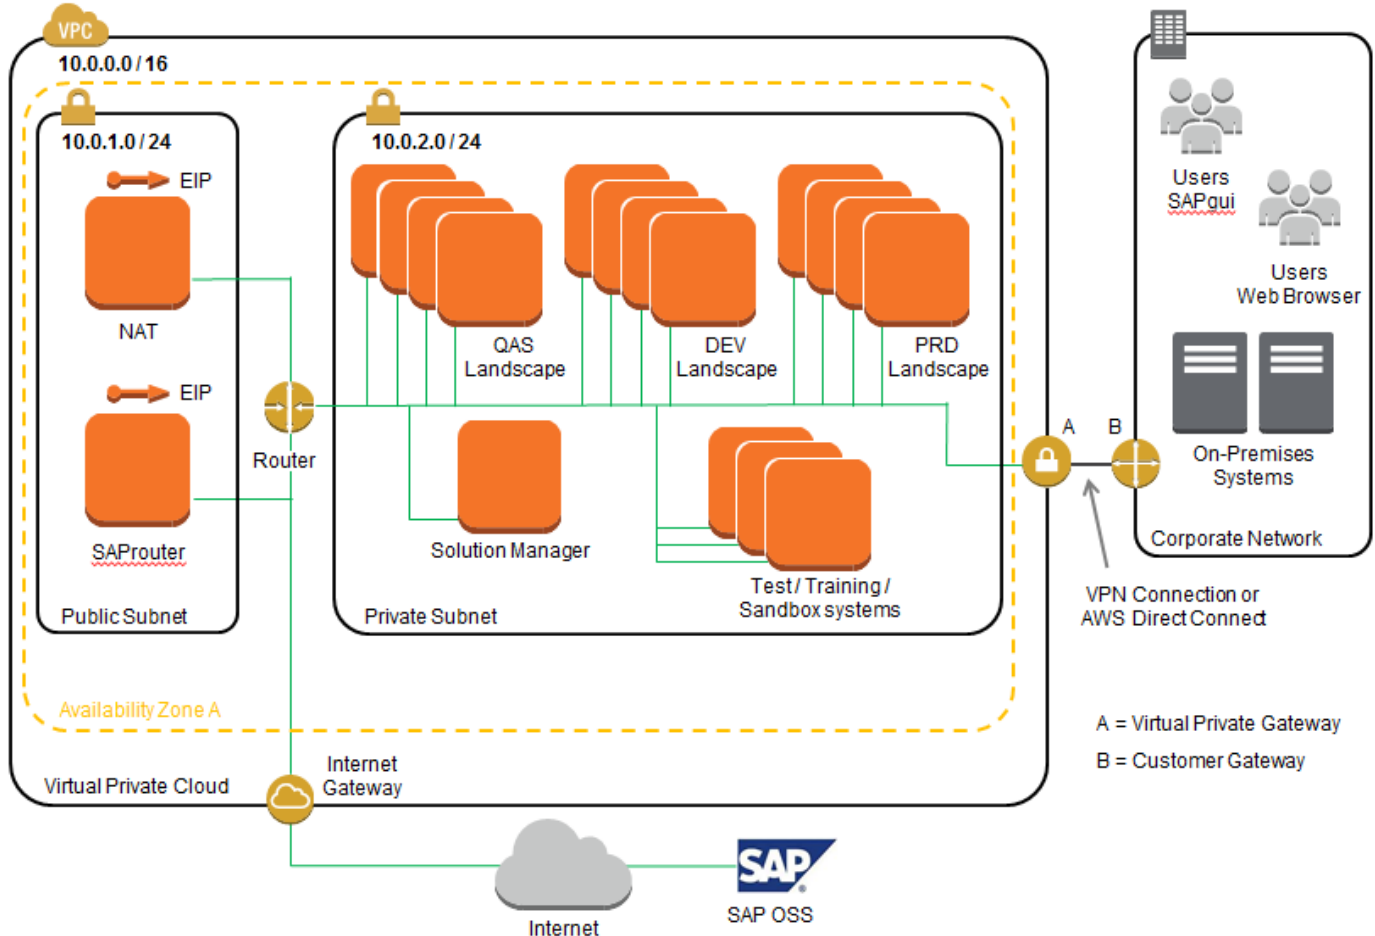 VPC
10.0.0.0 / 16
10.0.1.0 / 24
EIP
NAT
EIP
SAProuter
Public Subnet
Router
10.0.2.0 / 24
QAS
Landscape
DEV
Landscape
PRD
Landscape
Solution Manager
Test / Training /
Sandbox systems
Private Subnet
Availability Zone A
Virtual Private Cloud
Internet
Gateway
A
B
Users
SAPgui
Users
Web Browser
On-Premises
Systems
Corporate Network
VPN Connection or
AWS Direct Connect
A = Virtual Private Gateway
B = Customer Gateway
Internet
SAP
®
SAP OSS